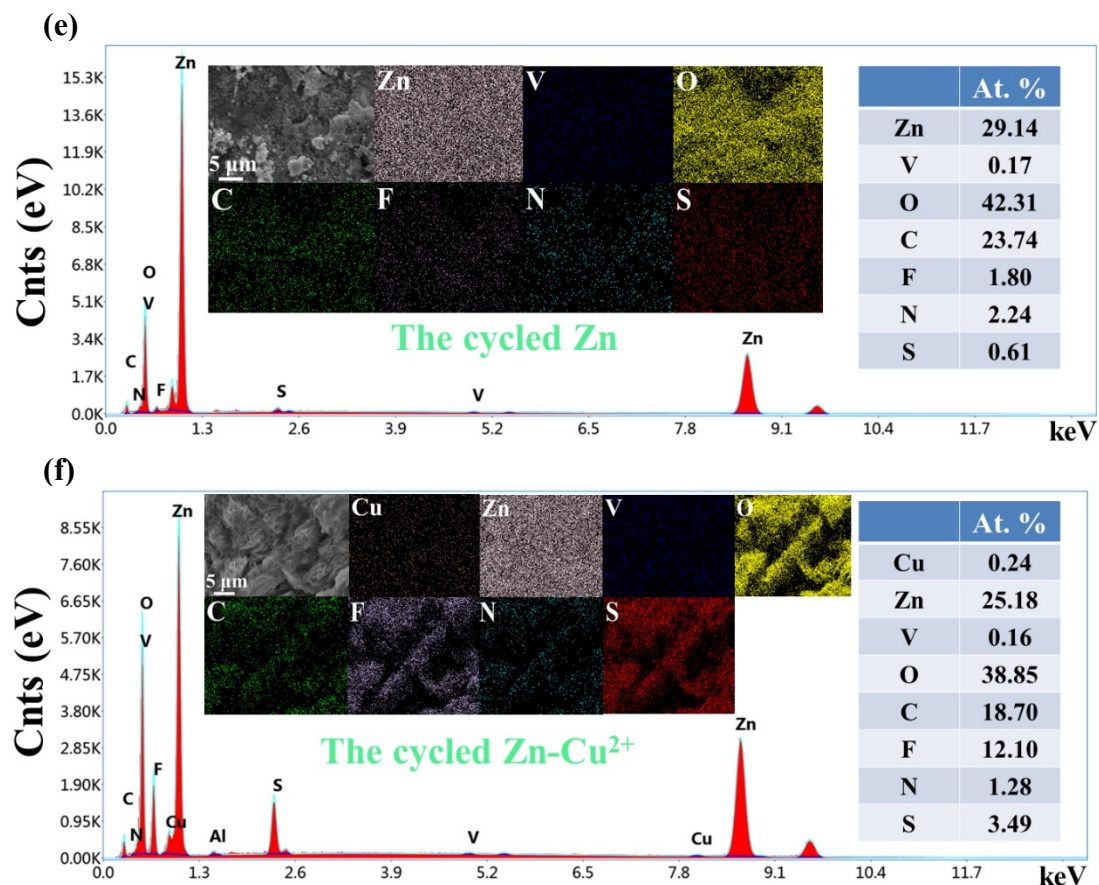 (e)
Cnts (eV)
15.3K
13.6K
11.9K
10.2K
8.5K
6.8K
5.1K
3.4K
1.7K
0.0K
Zn
O
V
C
N
F
S
V
Zn
5 μm
Zn
V
O
C
F
N
S
The cycled Zn
At. %
Zn 29.14
V 0.17
O 42.31
C 23.74
F 1.80
N 2.24
S 0.61
0.0 1.3 2.6 3.9 5.2 6.5 7.8 9.1 10.4 11.7 keV
(f)
Cnts (eV)
8.55K
7.60K
6.65K
5.70K
4.75K
3.80K
2.85K
1.90K
0.95K
0.00K
Zn
O
V
F
C
N
Cu
Al
S
V
Cu
Zn
5 μm
Cu
Zn
V
O
C
F
N
S
The cycled Zn-Cu²⁺
At. %
Cu 0.24
Zn 25.18
V 0.16
O 38.85
C 18.70
F 12.10
N 1.28
S 3.49
0.0 1.3 2.6 3.9 5.2 6.5 7.8 9.1 10.4 11.7 keV